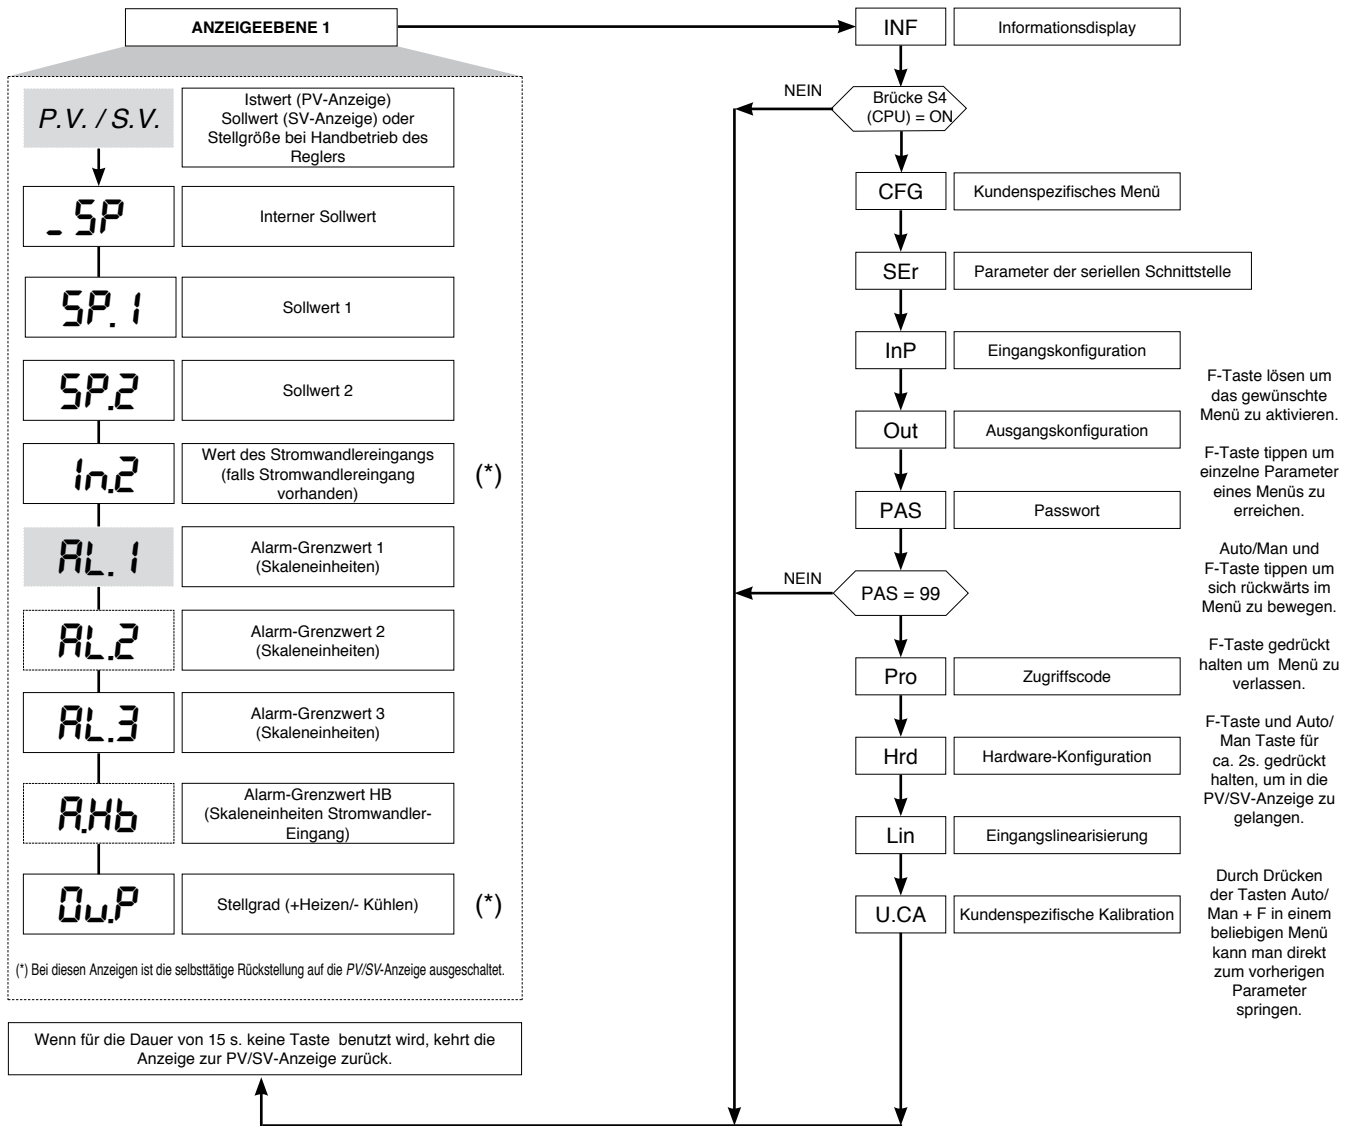 ANZEIGEEBENE 1
P.V. / S.V.
Istwert (PV-Anzeige)
Sollwert (SV-Anzeige) oder
Stellgröße bei Handbetrieb des
Reglers
_SP
Interner Sollwert
SP.1
Sollwert 1
SP.2
Sollwert 2
In.2
Wert des Stromwandlereingangs
(falls Stromwandlereingang
vorhanden)
(*)
AL.1
Alarm-Grenzwert 1
(Skaleneinheiten)
AL.2
Alarm-Grenzwert 2
(Skaleneinheiten)
AL.3
Alarm-Grenzwert 3
(Skaleneinheiten)
A.Hb
Alarm-Grenzwert HB
(Skaleneinheiten Stromwandler-
Eingang)
Ou.P
Stellgrad (+Heizen/- Kühlen)
(*)
(*) Bei diesen Anzeigen ist die selbsttätige Rückstellung auf die PV/SV-Anzeige ausgeschaltet.
Wenn für die Dauer von 15 s. keine Taste benutzt wird, kehrt die
Anzeige zur PV/SV-Anzeige zurück.
INF
Informationsdisplay
NEIN
Brücke S4
(CPU) = ON
CFG
Kundenspezifisches Menü
SEr
Parameter der seriellen Schnittstelle
InP
Eingangskonfiguration
Out
Ausgangskonfiguration
PAS
Passwort
NEIN
PAS = 99
Pro
Zugriffscode
Hrd
Hardware-Konfiguration
Lin
Eingangslinearisierung
U.CA
Kundenspezifische Kalibration
F-Taste lösen um
das gewünschte
Menü zu aktivieren.
F-Taste tippen um
einzelne Parameter
eines Menüs zu
erreichen.
Auto/Man und
F-Taste tippen um
sich rückwärts im
Menü zu bewegen.
F-Taste gedrückt
halten um Menü zu
verlassen.
F-Taste und Auto/
Man Taste für
ca. 2s. gedrückt
halten, um in die
PV/SV-Anzeige zu
gelangen.
Durch Drücken
der Tasten Auto/
Man + F in einem
beliebigen Menü
kann man direkt
zum vorherigen
Parameter
springen.